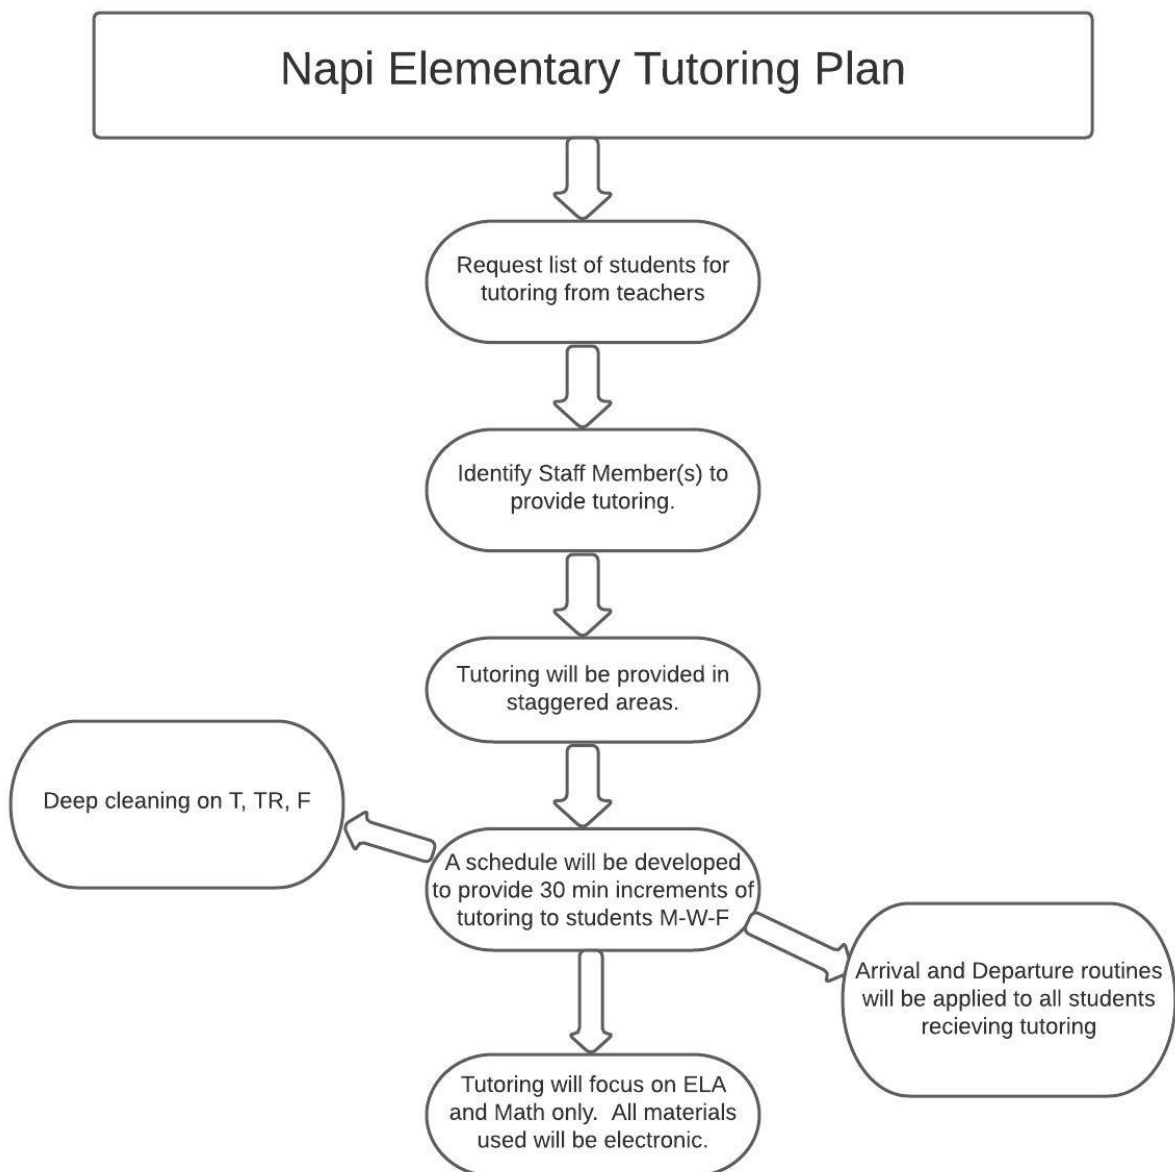 Napi Elementary Tutoring Plan
Request list of students for
tutoring from teachers
Identify Staff Member(s) to
provide tutoring.
Tutoring will be provided in
staggered areas.
Deep cleaning on T, TR, F
A schedule will be developed
to provide 30 min increments of
tutoring to students M-W-F
Arrival and Departure routines
will be applied to all students
recieving tutoring
Tutoring will focus on ELA
and Math only.  All materials
used will be electronic.